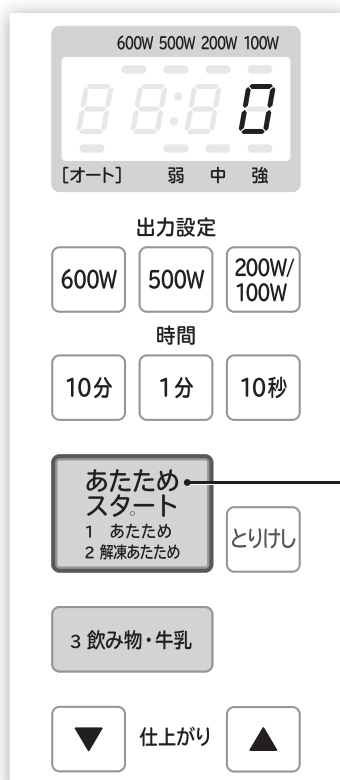 600W 500W 200W 100W
0
[オート] 弱 中 強
出力設定
600W 500W 200W/
100W
時間
10分 1分 10秒
あたため
スタート
1 あたため
2 解凍あたため
とりけし
3 飲み物・牛乳
▼ 仕上がり ▲